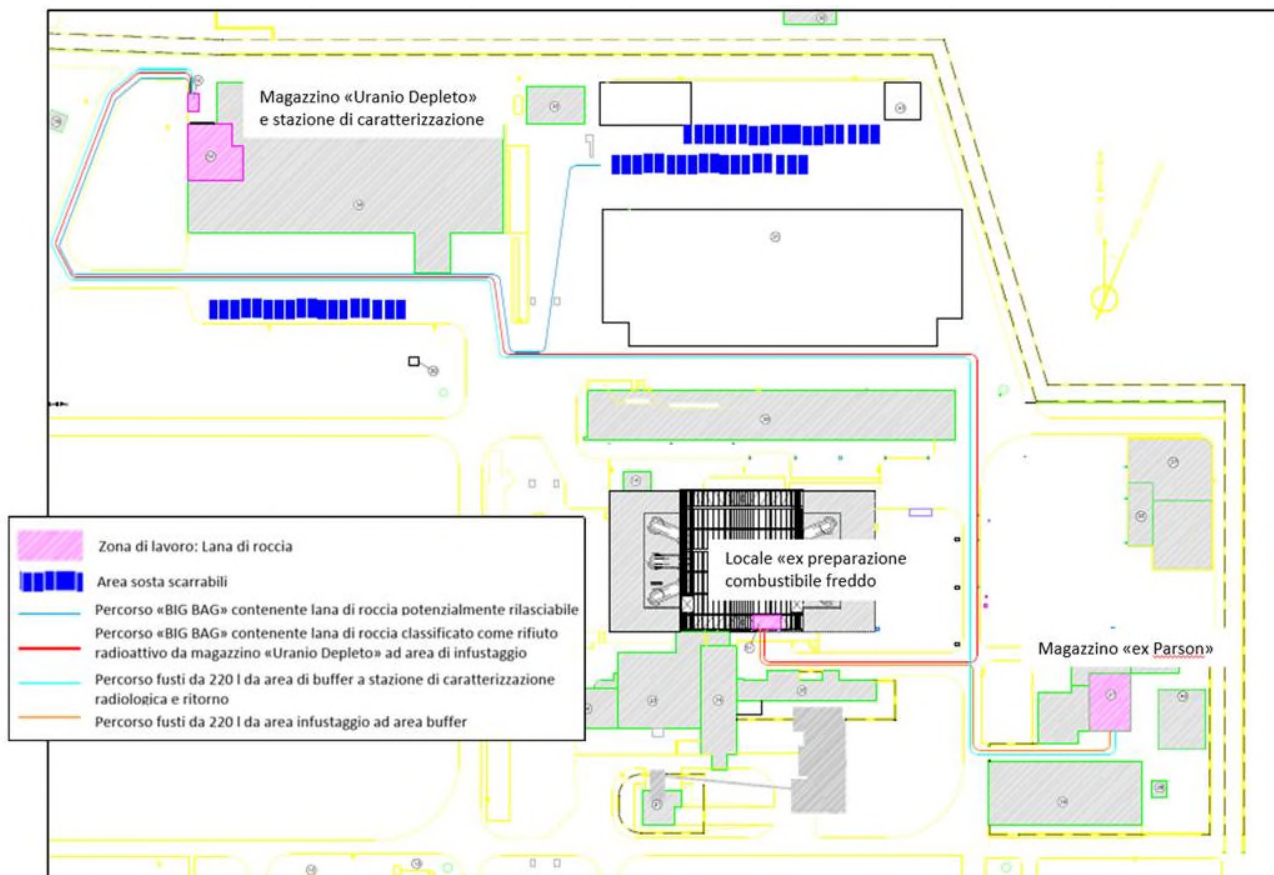 Magazzino «Uranio Depleto»
e stazione di caratterizzazione
Locale «ex preparazione
combustibile freddo
Magazzino «ex Parson»
Zona di lavoro: Lana di roccia
Area sosta scarrabili
Percorso «BIG BAG» contenente lana di roccia potenzialmente rilasciabile
Percorso «BIG BAG» contenente lana di roccia classificato come rifiuto
radioattivo da magazzino «Uranio Depleto» ad area di infustaggio
Percorso fusti da 220 l da area di buffer a stazione di caratterizzazione
radiologica e ritorno
Percorso fusti da 220 l da area infustaggio ad area buffer